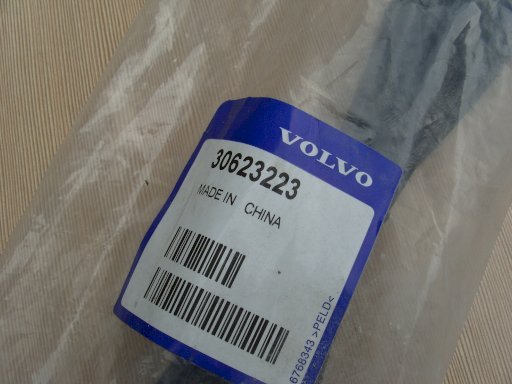 VOLVO
30623223
MADE IN CHINA
6768343 >PELD<